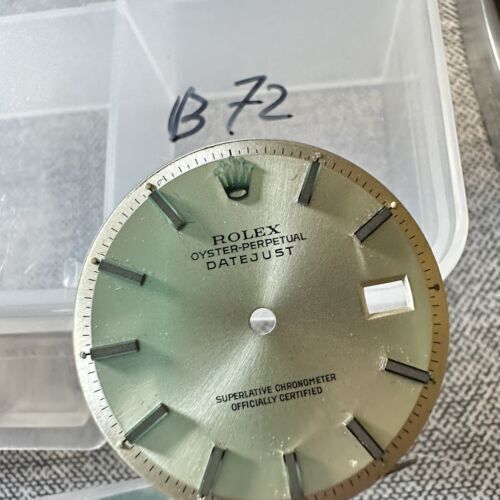 B 72
ROLEX
OYSTER-PERPETUAL
DATEJUST
SUPERLATIVE CHRONOMETER
OFFICIALLY CERTIFIED